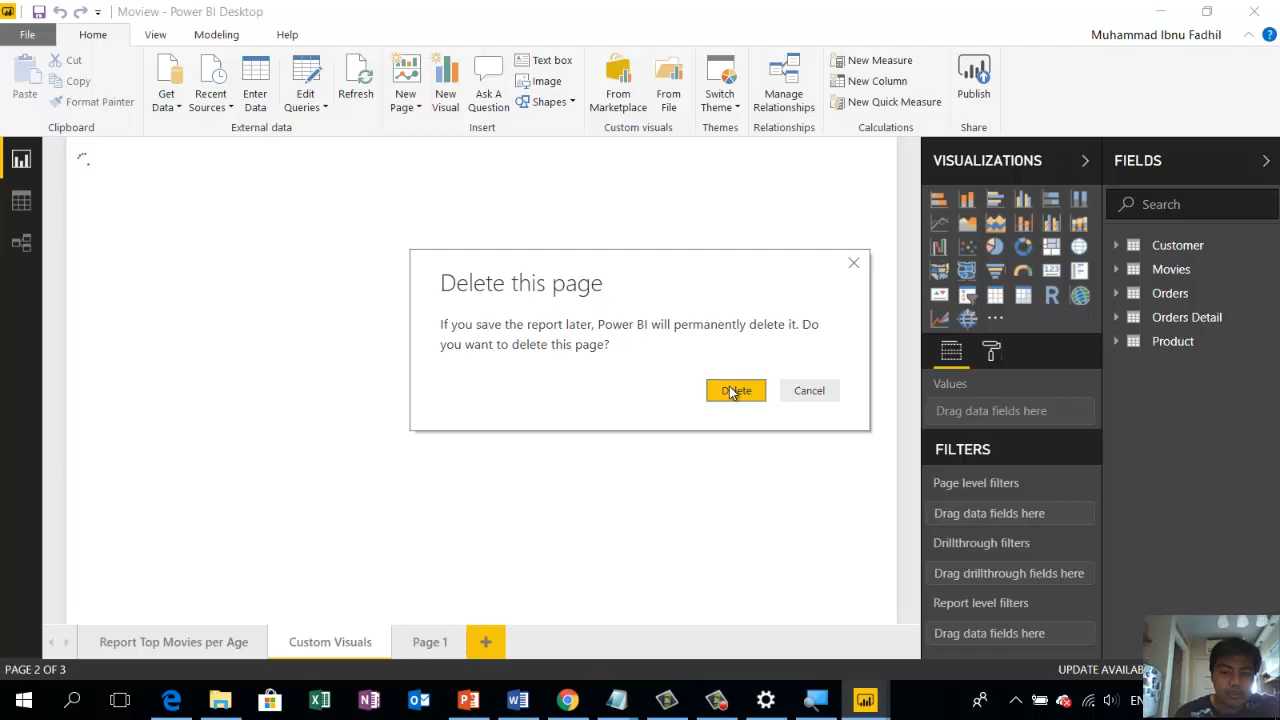 Moview - Power BI Desktop
File Home View Modeling Help Muhammad Ibnu Fadhil
Paste
Cut
Copy
Format Painter
Clipboard
Get Data
Recent Sources
Enter Data
Edit Queries
Refresh
External data
New Page
New Visual
Ask A Question
Text box
Image
Shapes
Insert
From Marketplace
From File
Custom visuals
Switch Theme
Themes
Manage Relationships
Relationships
New Measure
New Column
New Quick Measure
Calculations
Publish
Share
Delete this page
If you save the report later, Power BI will permanently delete it. Do
you want to delete this page?
Delete Cancel
VISUALIZATIONS
R
123
Values
Drag data fields here
FILTERS
Page level filters
Drag data fields here
Drillthrough filters
Drag drillthrough fields here
Report level filters
Drag data fields here
FIELDS
Search
Customer
Movies
Orders
Orders Detail
Product
Report Top Movies per Age Custom Visuals Page 1 +
PAGE 2 OF 3
UPDATE AVAILAB